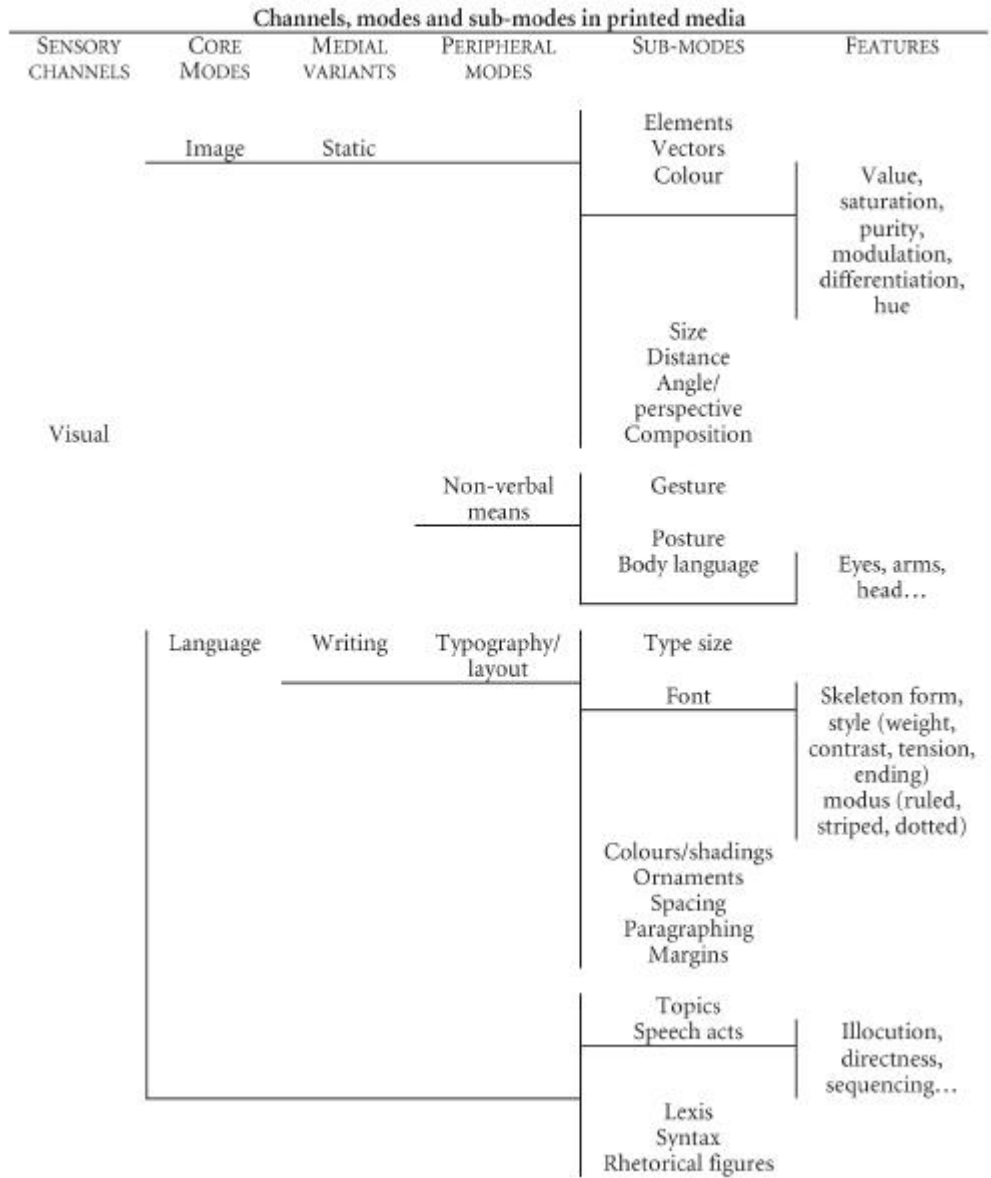 Channels, modes and sub-modes in printed media
SENSORY CHANNELS CORE MODES MEDIAL VARIANTS PERIPHERAL MODES SUB-MODES FEATURES
Elements
Image Static Vectors
Colour Value,
saturation,
purity,
modulation,
differentiation,
hue
Size
Distance
Angle/
perspective
Visual Composition
Non-verbal Gesture
means
Posture
Body language Eyes, arms,
head...
Language Writing Typography/ Type size
layout
Font Skeleton form,
style (weight,
contrast, tension,
ending)
modus (ruled,
striped, dotted)
Colours/shadings
Ornaments
Spacing
Paragraphing
Margins
Topics
Speech acts Illocution,
directness,
sequencing...
Lexis
Syntax
Rhetorical figures